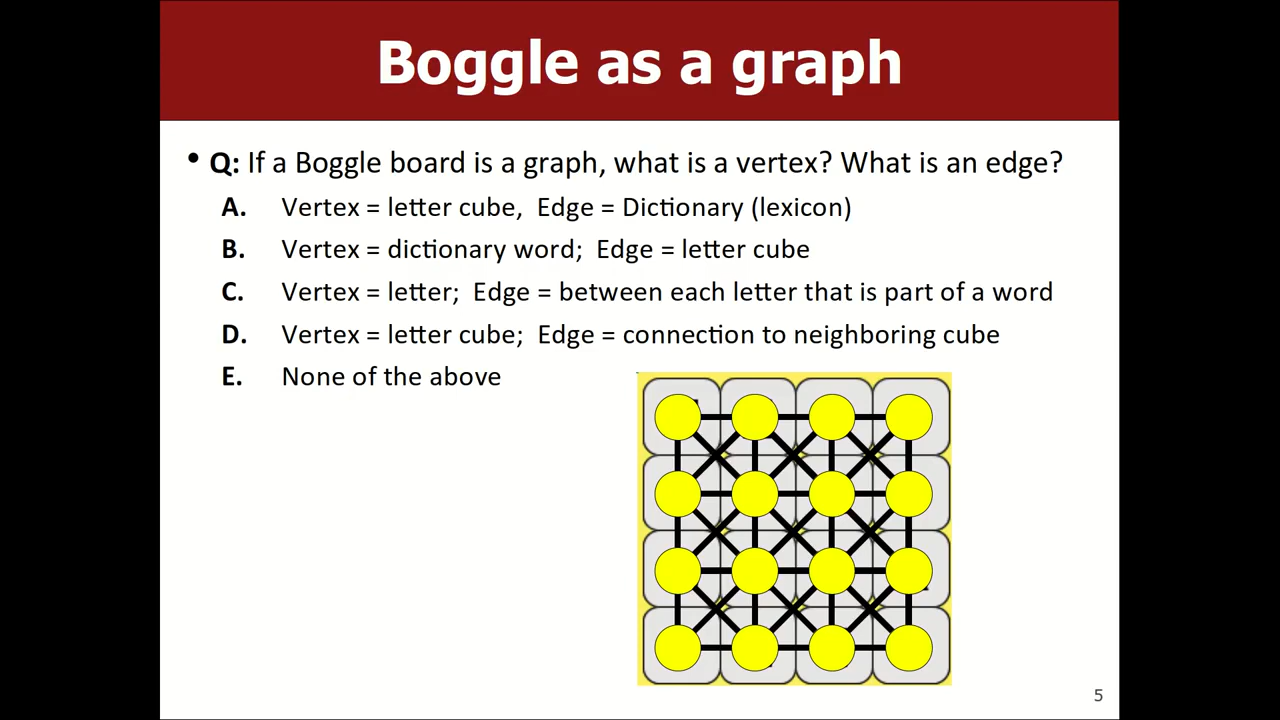 Boggle as a graph
• Q: If a Boggle board is a graph, what is a vertex? What is an edge?
A. Vertex = letter cube, Edge = Dictionary (lexicon)
B. Vertex = dictionary word; Edge = letter cube
C. Vertex = letter; Edge = between each letter that is part of a word
D. Vertex = letter cube; Edge = connection to neighboring cube
E. None of the above
5